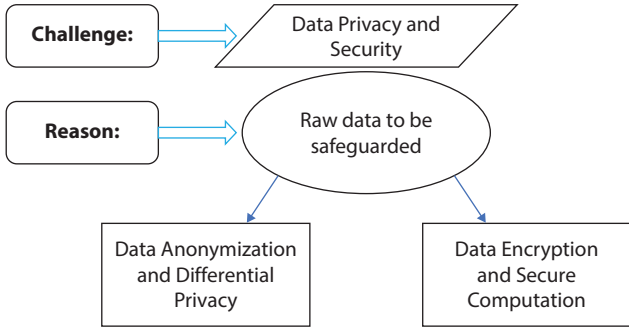 Challenge:
Data Privacy and
Security
Reason:
Raw data to be
safeguarded
Data Anonymization
and Differential
Privacy
Data Encryption
and Secure
Computation